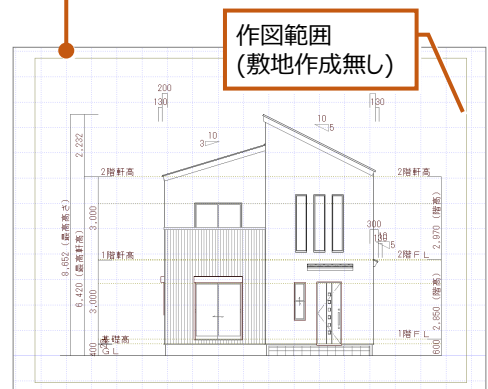 作図範囲
(敷地作成無し)
200
130
130
10
5
10
3
2,232
2階軒高
2階軒高
3,000
8,652 (最高高さ)
6,420 (最高軒高)
300
130
5
2,970 (階高)
1階軒高
2階ＦＬ
3,000
2,850 (階高)
基礎高
1階ＦＬ
400
ＧＬ
600